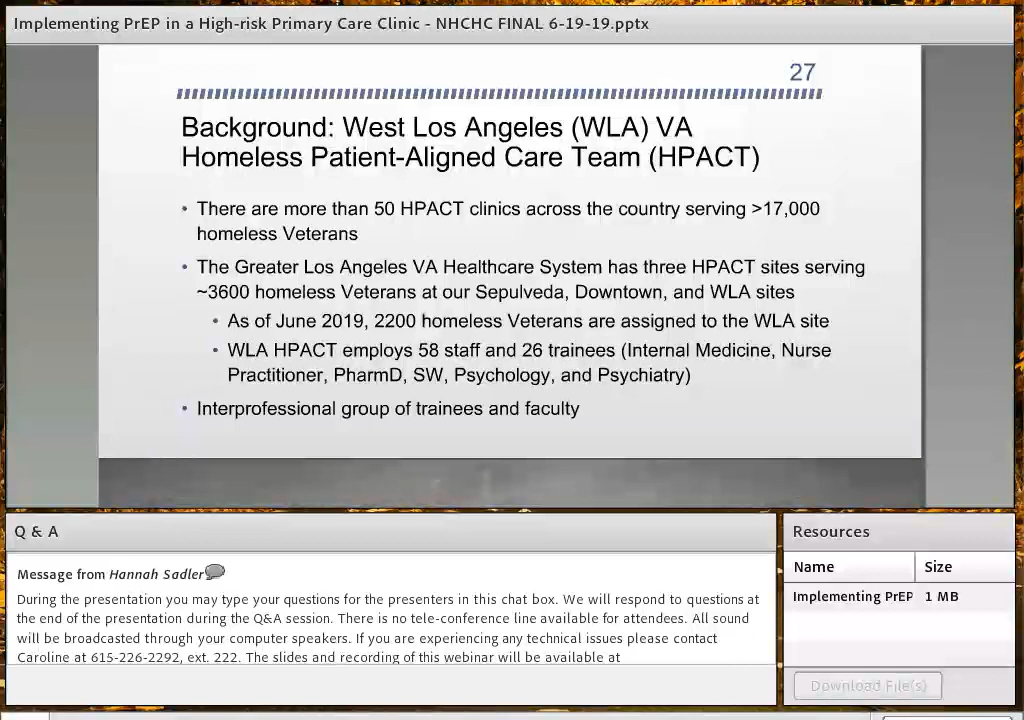 Implementing PrEP in a High-risk Primary Care Clinic - NHCHC FINAL 6-19-19.pptx
27
Background: West Los Angeles (WLA) VA
Homeless Patient-Aligned Care Team (HPACT)
• There are more than 50 HPACT clinics across the country serving >17,000
homeless Veterans
• The Greater Los Angeles VA Healthcare System has three HPACT sites serving
~3600 homeless Veterans at our Sepulveda, Downtown, and WLA sites
• As of June 2019, 2200 homeless Veterans are assigned to the WLA site
• WLA HPACT employs 58 staff and 26 trainees (Internal Medicine, Nurse
Practitioner, PharmD, SW, Psychology, and Psychiatry)
• Interprofessional group of trainees and faculty
Q & A
Message from Hannah Sadler
During the presentation you may type your questions for the presenters in this chat box. We will respond to questions at
the end of the presentation during the Q&A session. There is no tele-conference line available for attendees. All sound
will be broadcasted through your computer speakers. If you are experiencing any technical issues please contact
Caroline at 615-226-2292, ext. 222. The slides and recording of this webinar will be available at
Resources
Name Size
Implementing PrEP 1 MB
Download File(s)